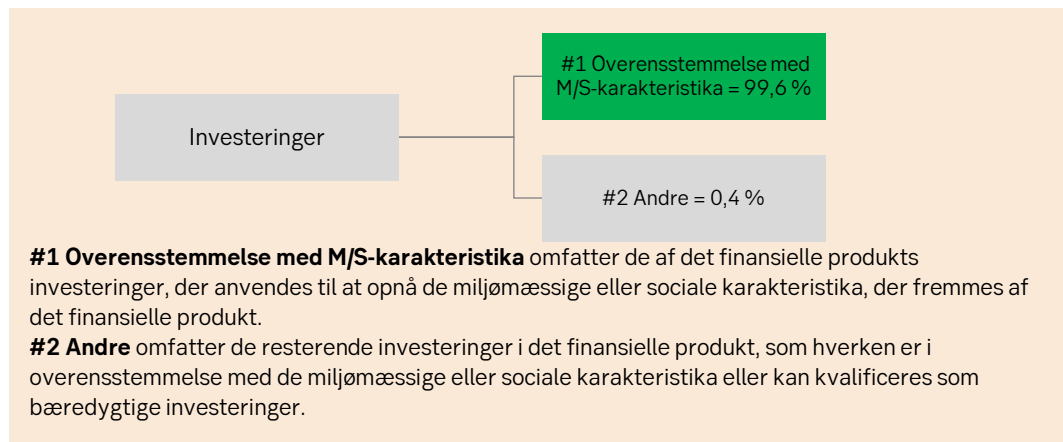 #1 Overensstemmelse med
M/S-karakteristika = 99,6 %
Investeringer
#2 Andre = 0,4 %
#1 Overensstemmelse med M/S-karakteristika omfatter de af det finansielle produkts
investeringer, der anvendes til at opnå de miljømæssige eller sociale karakteristika, der fremmes af
det finansielle produkt.
#2 Andre omfatter de resterende investeringer i det finansielle produkt, som hverken er i
overensstemmelse med de miljømæssige eller sociale karakteristika eller kan kvalificeres som
bæredygtige investeringer.